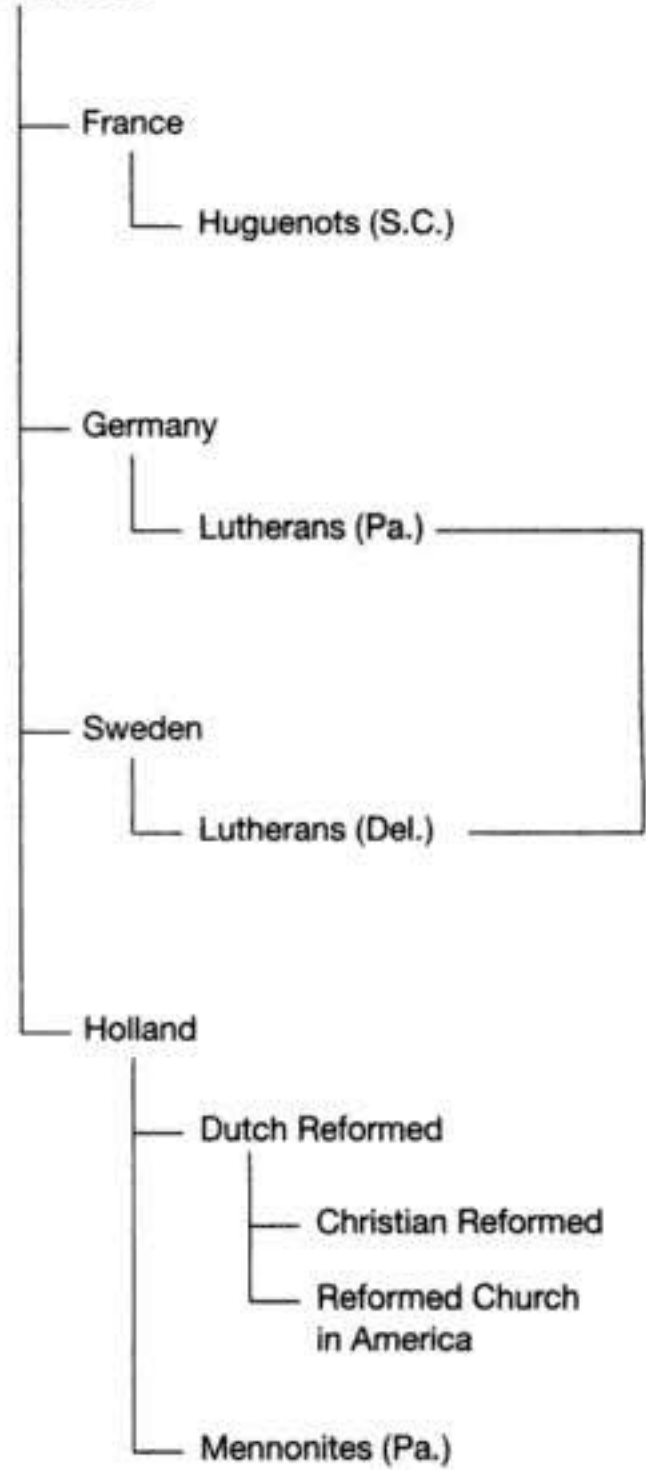 France
Huguenots (S.C.)
Germany
Lutherans (Pa.)
Sweden
Lutherans (Del.)
Holland
Dutch Reformed
Christian Reformed
Reformed Church
in America
Mennonites (Pa.)